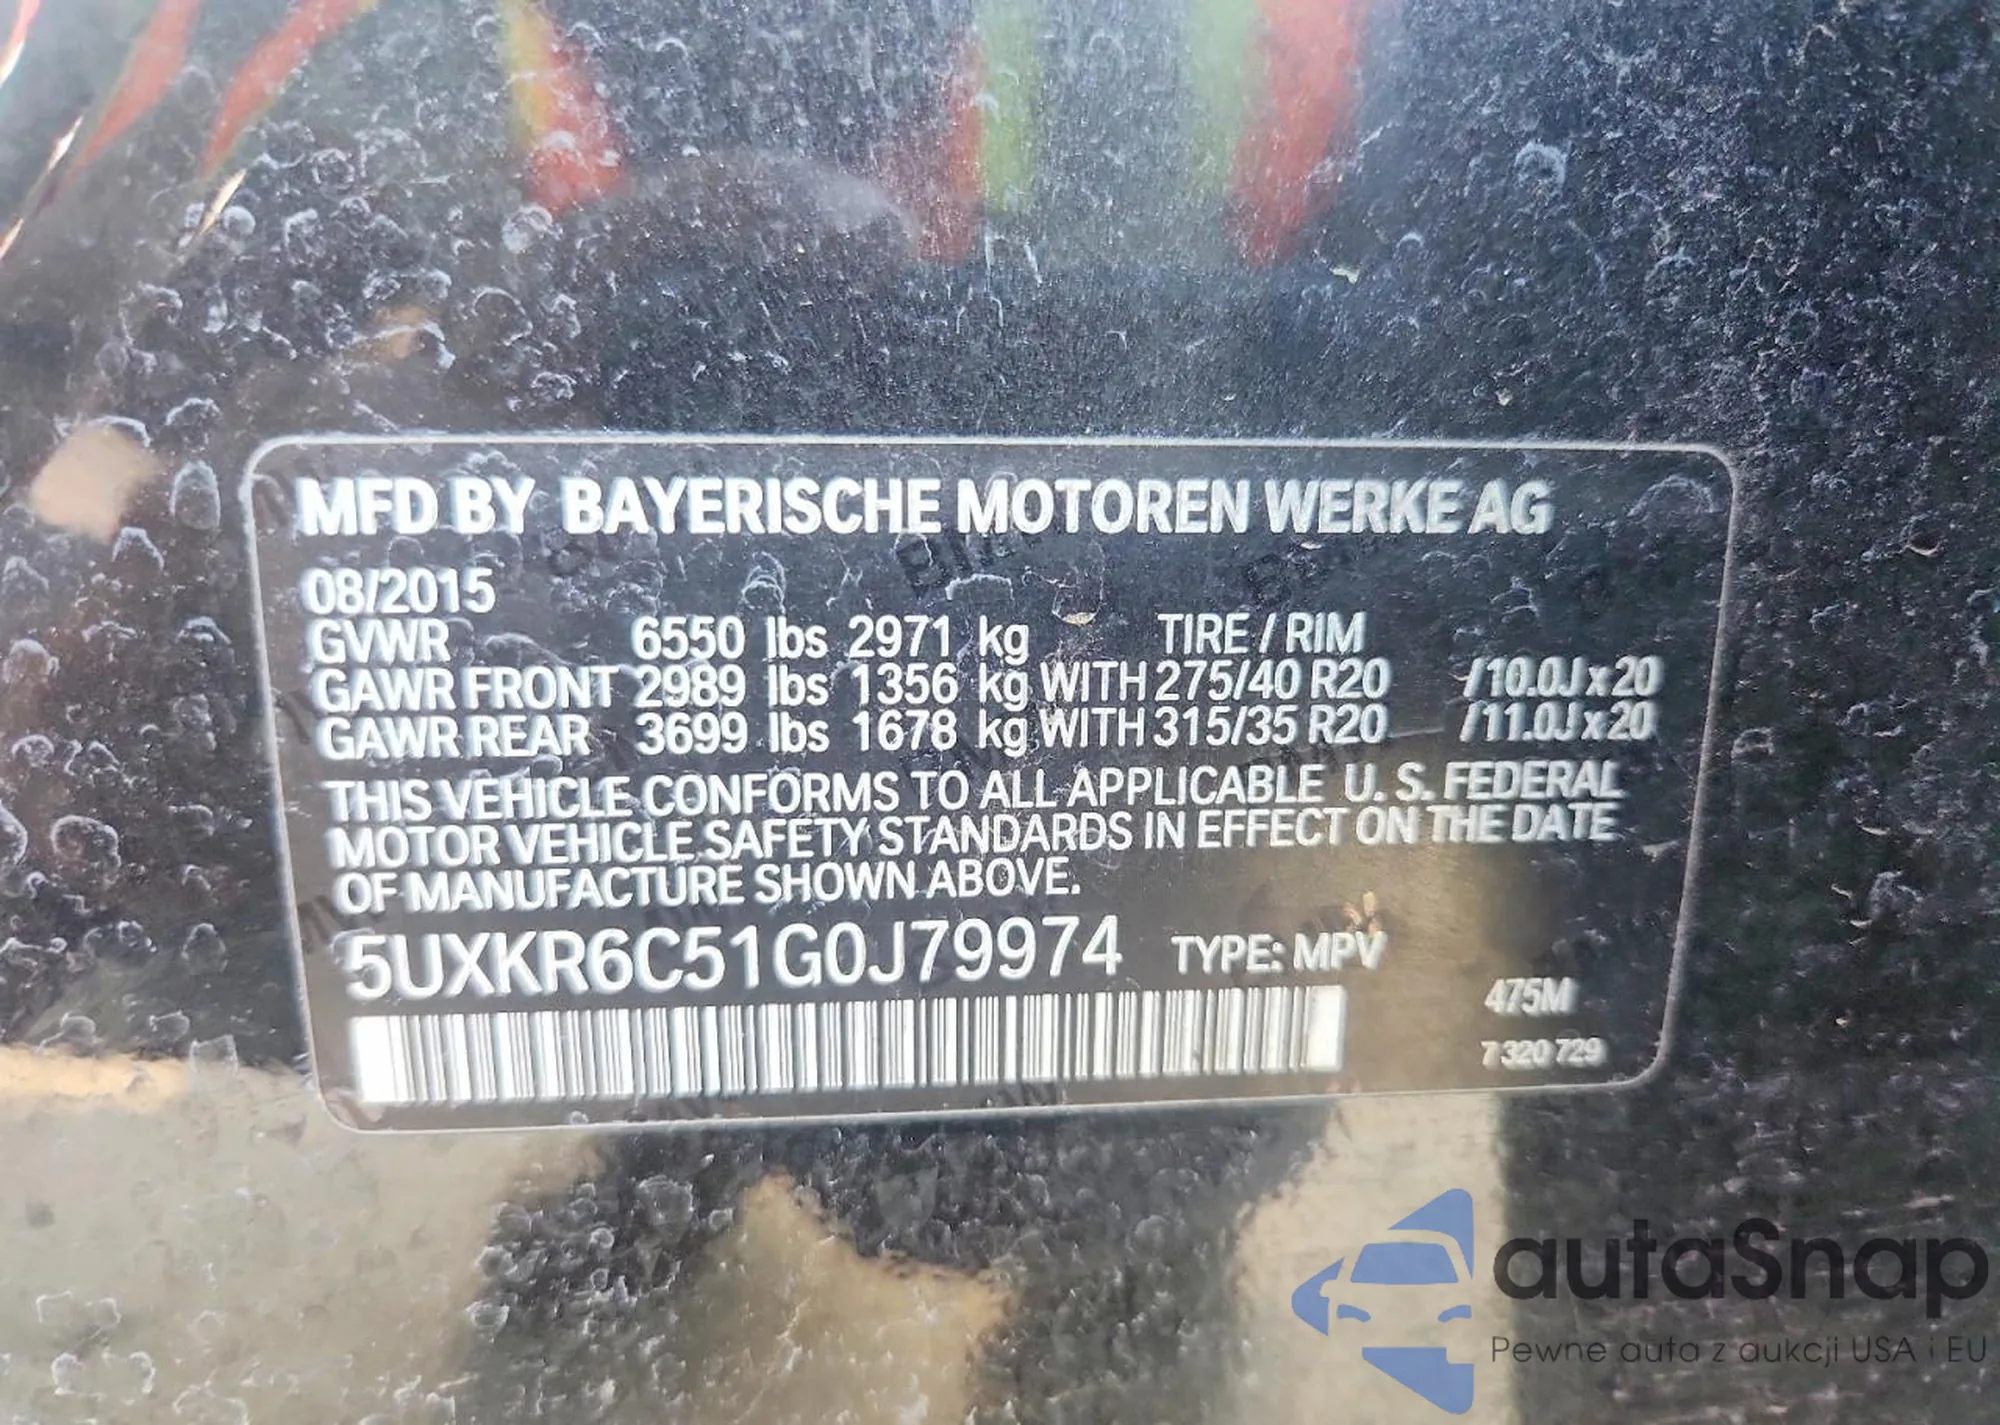 MFD BY BAYERISCHE MOTOREN WERKE AG
08/2015
GVWR 6550 lbs 2971 kg TIRE / RIM
GAWR FRONT 2989 lbs 1356 kg WITH 275/40 R20 /10.0J x 20
GAWR REAR 3699 lbs 1678 kg WITH 315/35 R20 /11.0J x 20
THIS VEHICLE CONFORMS TO ALL APPLICABLE U. S. FEDERAL
MOTOR VEHICLE SAFETY STANDARDS IN EFFECT ON THE DATE
OF MANUFACTURE SHOWN ABOVE.
5UXKR6C51G0J79974 TYPE: MPV
475M
7 320 729
autaSnap
Pewne auta z aukcji USA i EU